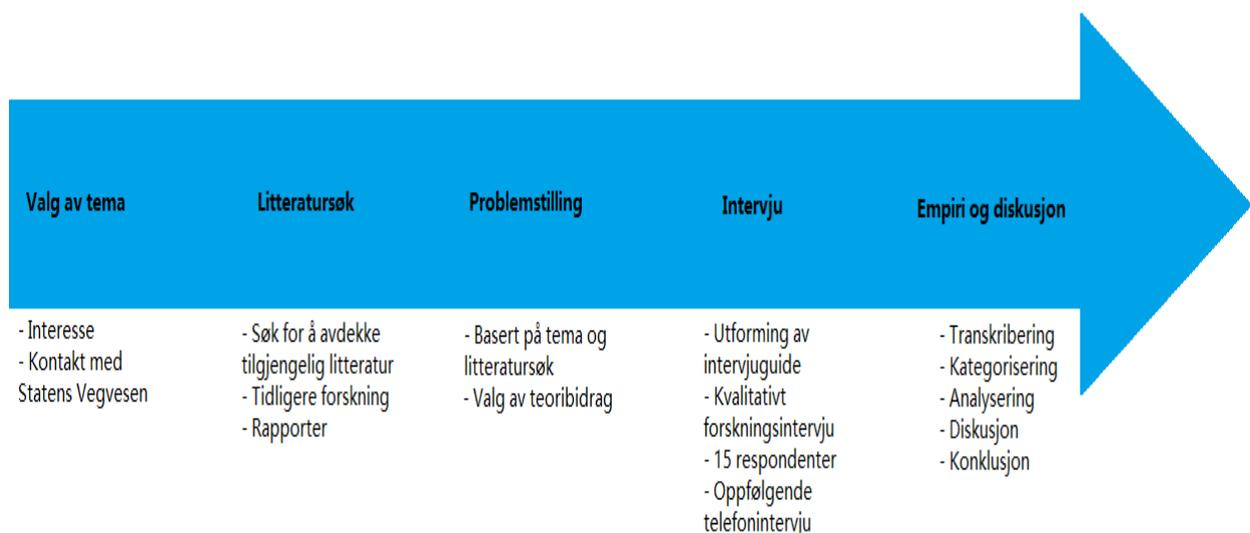 Valg av tema
Litteratursøk
Problemstilling
Intervju
Empiri og diskusjon
- Interesse
- Kontakt med
Statens Vegvesen
- Søk for å avdekke
tilgjengelig litteratur
- Tidligere forskning
- Rapporter
- Basert på tema og
litteratursøk
- Valg av teoribidrag
- Utforming av
intervjuguide
- Kvalitativt
forskningsintervju
- 15 respondenter
- Oppfølgende
telefonintervju
- Transkribering
- Kategorisering
- Analysering
- Diskusjon
- Konklusjon